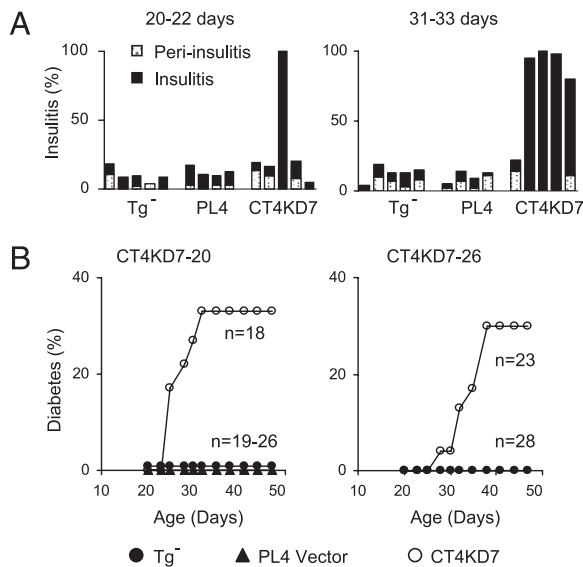 A
20-22 days
31-33 days
Peri-insulitis
Insulitis
Insulitis (%)
100
50
0
100
50
0
Tg⁻ PL4 CT4KD7
Tg⁻ PL4 CT4KD7
B
CT4KD7-20
CT4KD7-26
Diabetes (%)
40
20
0
40
20
0
n=18
n=19-26
n=23
n=28
10 20 30 40 50
10 20 30 40 50
Age (Days)
Age (Days)
Tg⁻ PL4 Vector CT4KD7